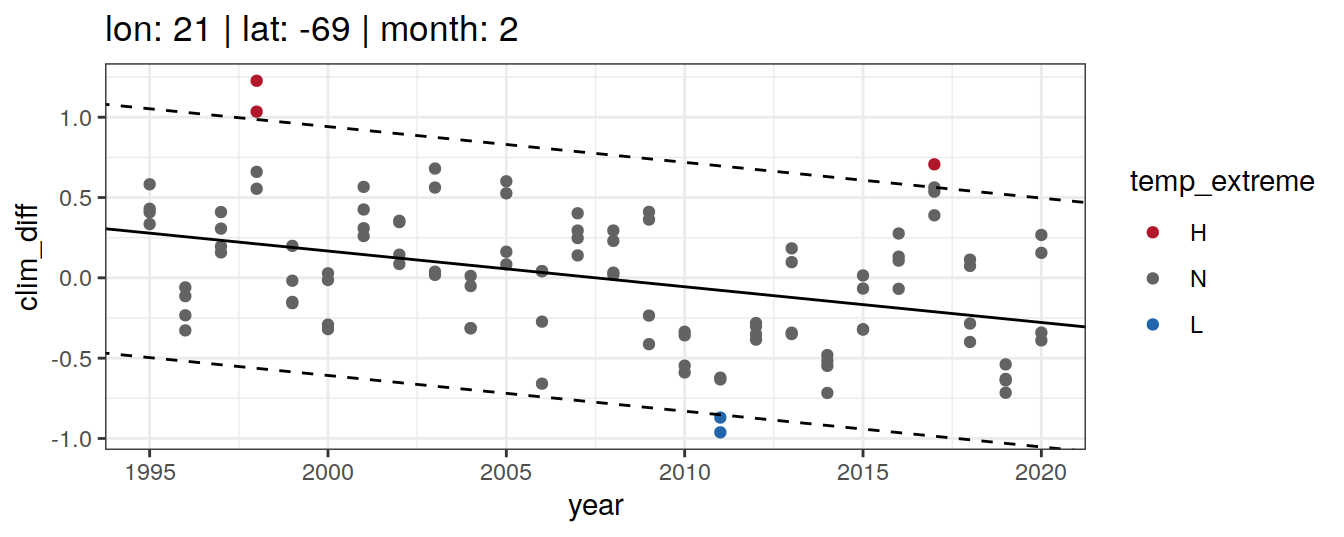 lon: 21 | lat: -69 | month: 2
clim_diff
1.0
0.5
0.0
-0.5
-1.0
1995 2000 2005 2010 2015 2020
year
temp_extreme
H
N
L